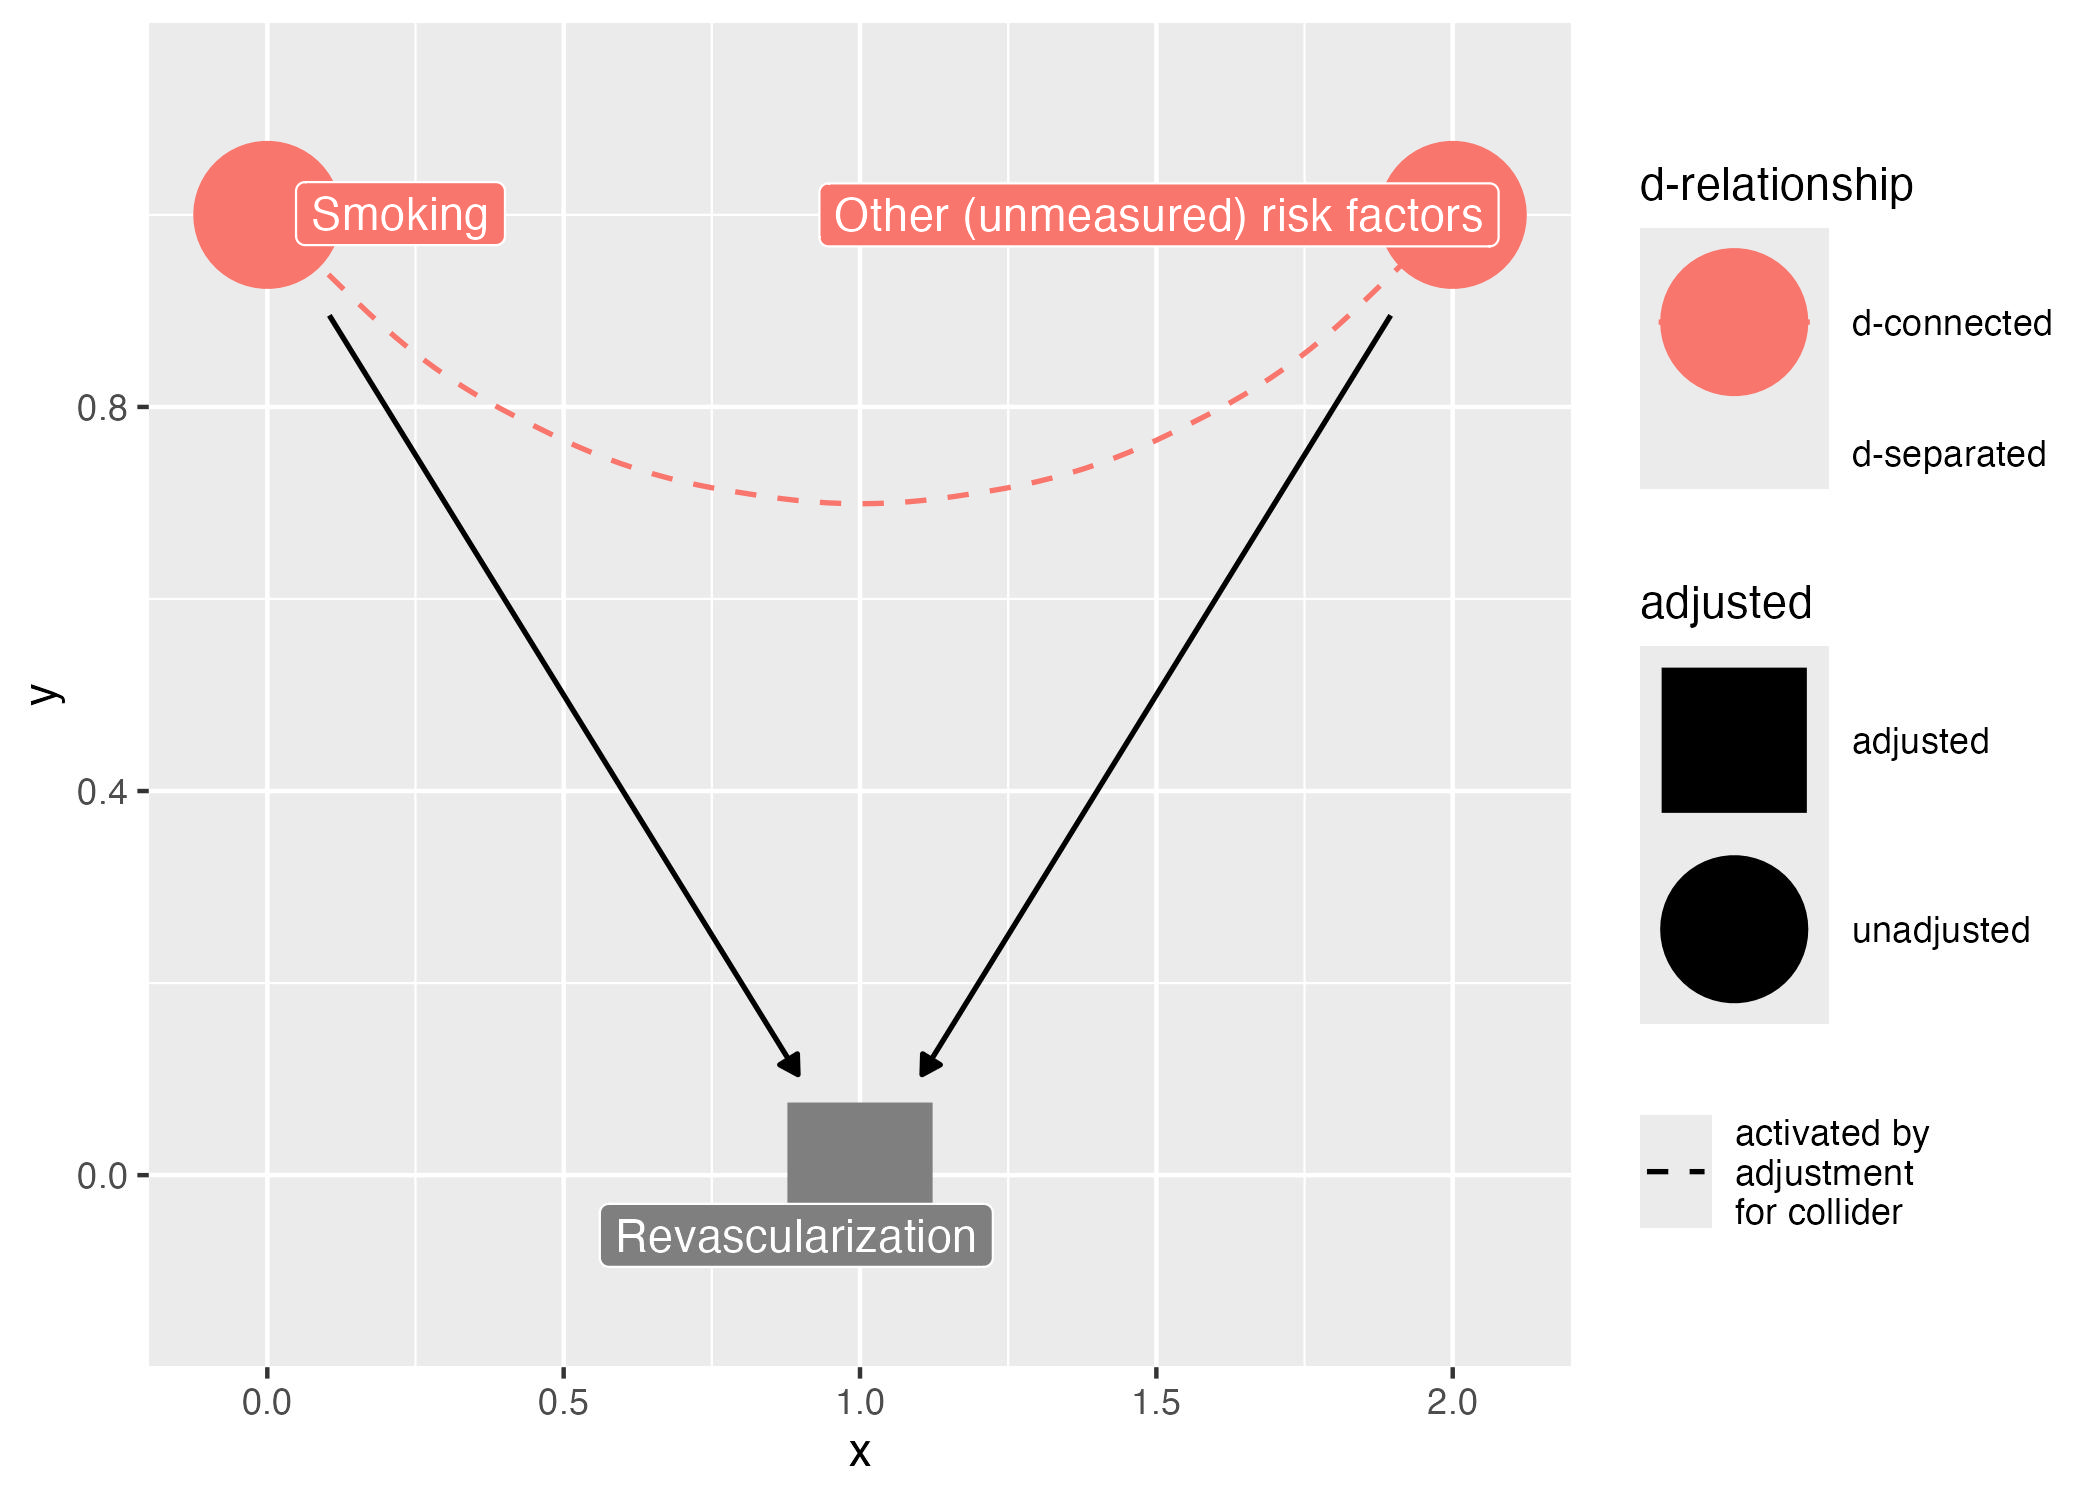 Smoking
Other (unmeasured) risk factors
Revascularization
0.8
0.4
0.0
y
0.0 0.5 1.0 1.5 2.0
x
d-relationship
d-connected
d-separated
adjusted
adjusted
unadjusted
activated by
adjustment
for collider